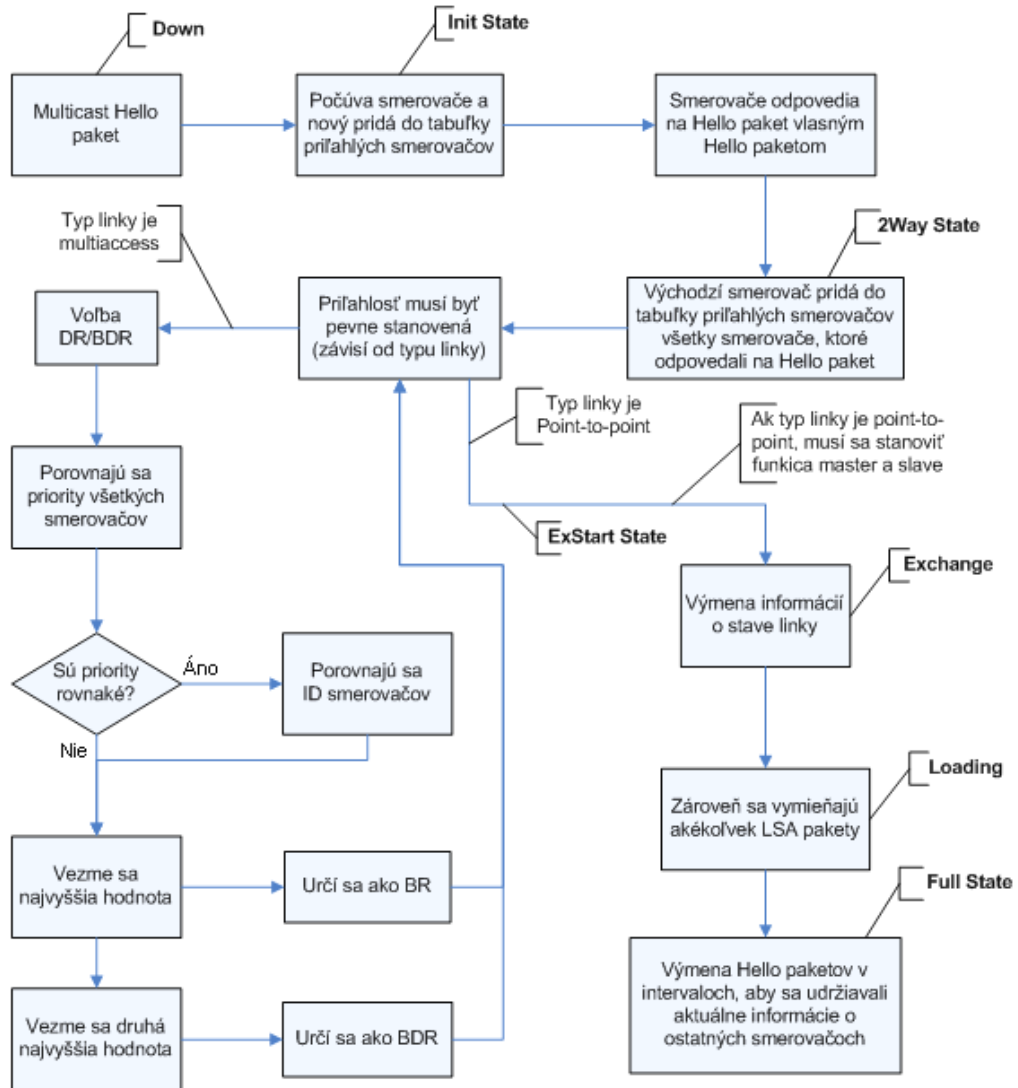 Down
Init State
Multicast Hello
paket
Počúva smerovače a
nový pridá do tabuľky
priľahlých smerovačov
Smerovače odpovedia
na Hello paket vlasným
Hello paketom
Typ linky je
multiaccess
2Way State
Voľba
DR/BDR
Priľahlosť musí byť
pevne stanovená
(závisí od typu linky)
Východzí smerovač pridá do
tabuľky priľahlých smerovačov
všetky smerovače, ktoré
odpovedali na Hello paket
Typ linky je
Point-to-point
Ak typ linky je point-to-
point, musí sa stanoviť
funkica master a slave
Porovnajú sa
priority všetkých
smerovačov
ExStart State
Exchange
Výmena informácií
o stave linky
Sú priority
rovnaké?
Áno
Porovnajú sa
ID smerovačov
Nie
Loading
Zároveň sa vymieňajú
akékoľvek LSA pakety
Vezme sa
najvyššia hodnota
Určí sa ako BR
Full State
Výmena Hello paketov v
intervaloch, aby sa udržiavali
aktuálne informácie o
ostatných smerovačoch
Vezme sa druhá
najvyššia hodnota
Určí sa ako BDR